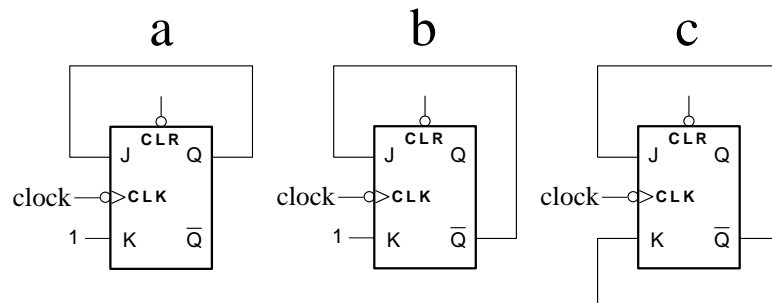 a b c
CLR CLR CLR
J Q J Q J Q
clock CLK clock CLK clock CLK
1 K Q̅ 1 K Q̅ K Q̅